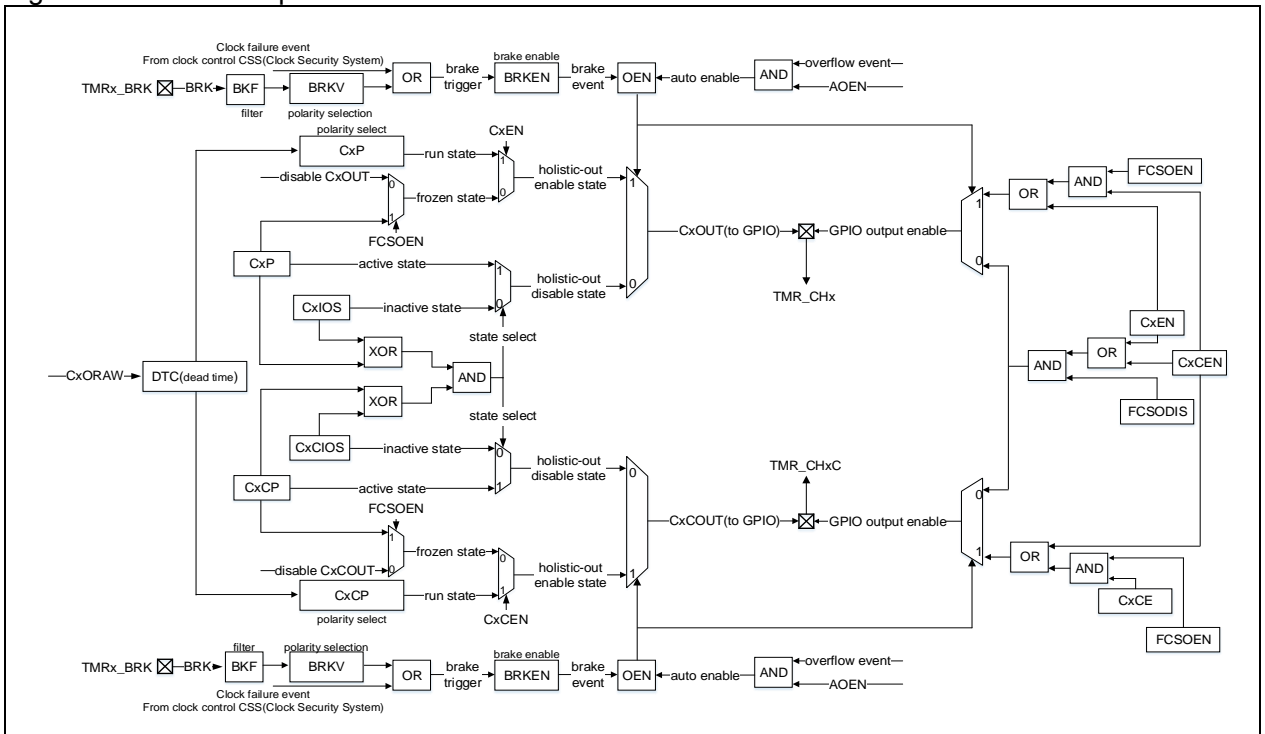 Clock failure event
From clock control CSS(Clock Security System)
TMRx_BRK
BRK
BKF
filter
BRKV
polarity selection
OR
brake
trigger
brake enable
BRKEN
brake
event
OEN
auto enable
AND
overflow event
AOEN
polarity select
CxP
run state
CxEN
1
0
disable CxOUT
0
1
frozen state
FCSOEN
holistic-out
enable state
1
0
CxP
active state
1
0
holistic-out
disable state
CxIOS
inactive state
state select
CxOUT(to GPIO)
GPIO output enable
TMR_CHx
1
0
OR
AND
FCSOEN
CxEN
OR
CxCEN
AND
FCSODIS
XOR
AND
XOR
CxORAW
DTC(dead time)
state select
CxCIOS
inactive state
0
1
holistic-out
disable state
CxCP
active state
0
1
TMR_CHxC
CxCOUT(to GPIO)
GPIO output enable
0
1
FCSOEN
1
0
frozen state
disable CxCOUT
0
1
holistic-out
enable state
CxCP
run state
polarity select
CxCEN
OR
AND
CxCE
FCSOEN
TMRx_BRK
BRK
filter
BKF
polarity selection
BRKV
Clock failure event
From clock control CSS(Clock Security System)
OR
brake
trigger
brake enable
BRKEN
brake
event
OEN
auto enable
AND
overflow event
AOEN